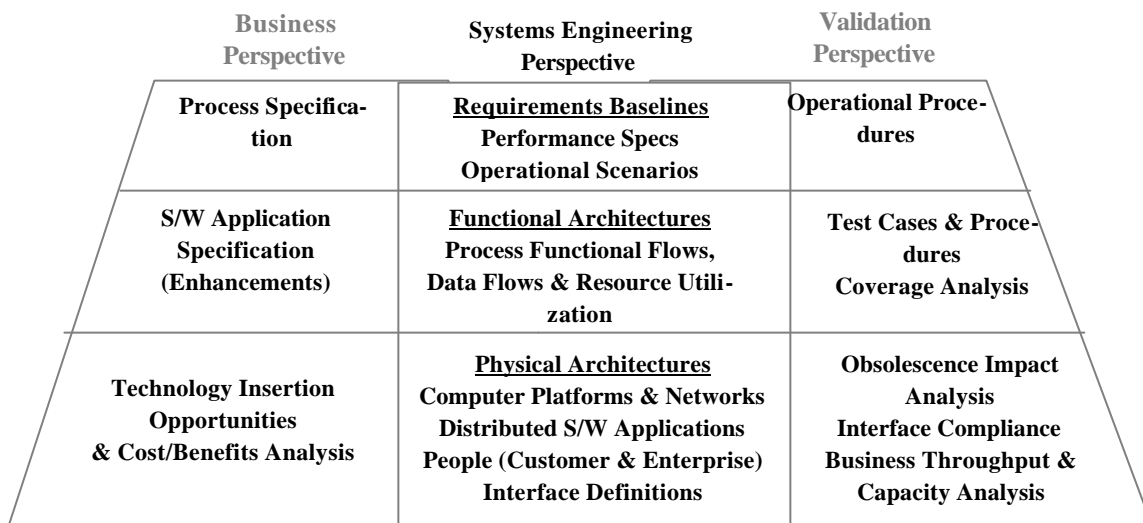 Business
Perspective
Systems Engineering
Perspective
Validation
Perspective
Process Specifica-
tion
Requirements Baselines
Performance Specs
Operational Scenarios
Operational Proce-
dures
S/W Application
Specification
(Enhancements)
Functional Architectures
Process Functional Flows,
Data Flows & Resource Utili-
zation
Test Cases & Proce-
dures
Coverage Analysis
Technology Insertion
Opportunities
& Cost/Benefits Analysis
Physical Architectures
Computer Platforms & Networks
Distributed S/W Applications
People (Customer & Enterprise)
Interface Definitions
Obsolescence Impact
Analysis
Interface Compliance
Business Throughput &
Capacity Analysis